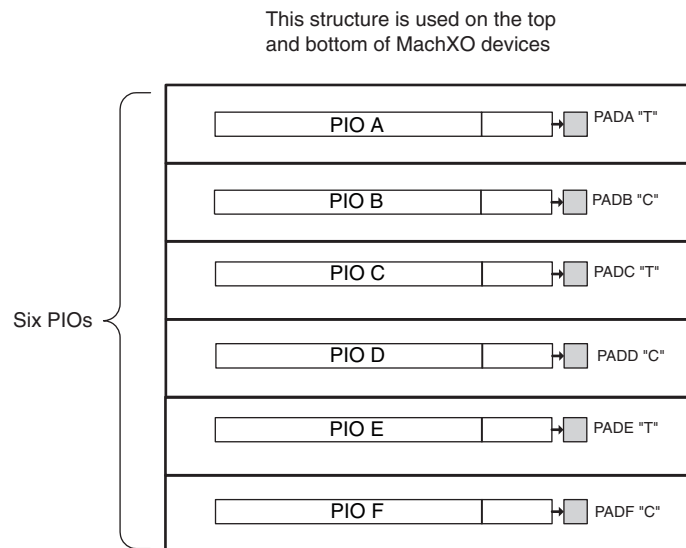 This structure is used on the top
and bottom of MachXO devices
PIO A
PADA "T"
PIO B
PADB "C"
PIO C
PADC "T"
Six PIOs
PIO D
PADD "C"
PIO E
PADE "T"
PIO F
PADF "C"